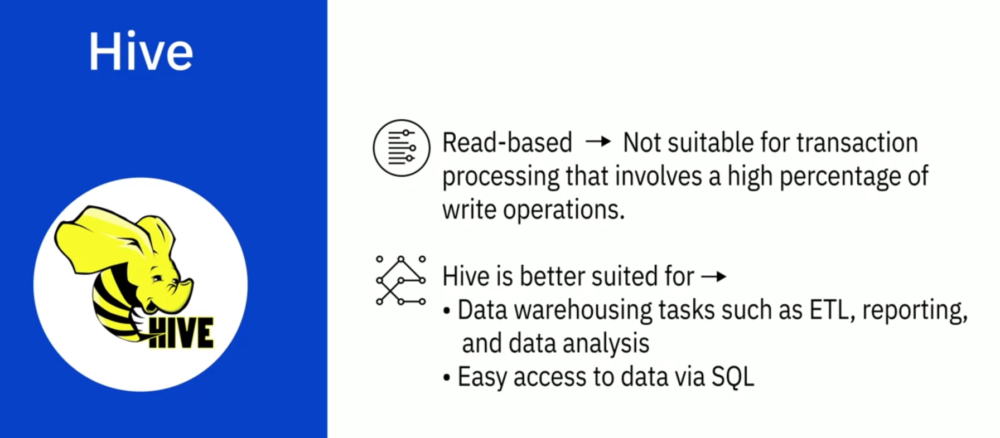 Hive
HIVE
Read-based → Not suitable for transaction
processing that involves a high percentage of
write operations.
Hive is better suited for →
• Data warehousing tasks such as ETL, reporting,
and data analysis
• Easy access to data via SQL